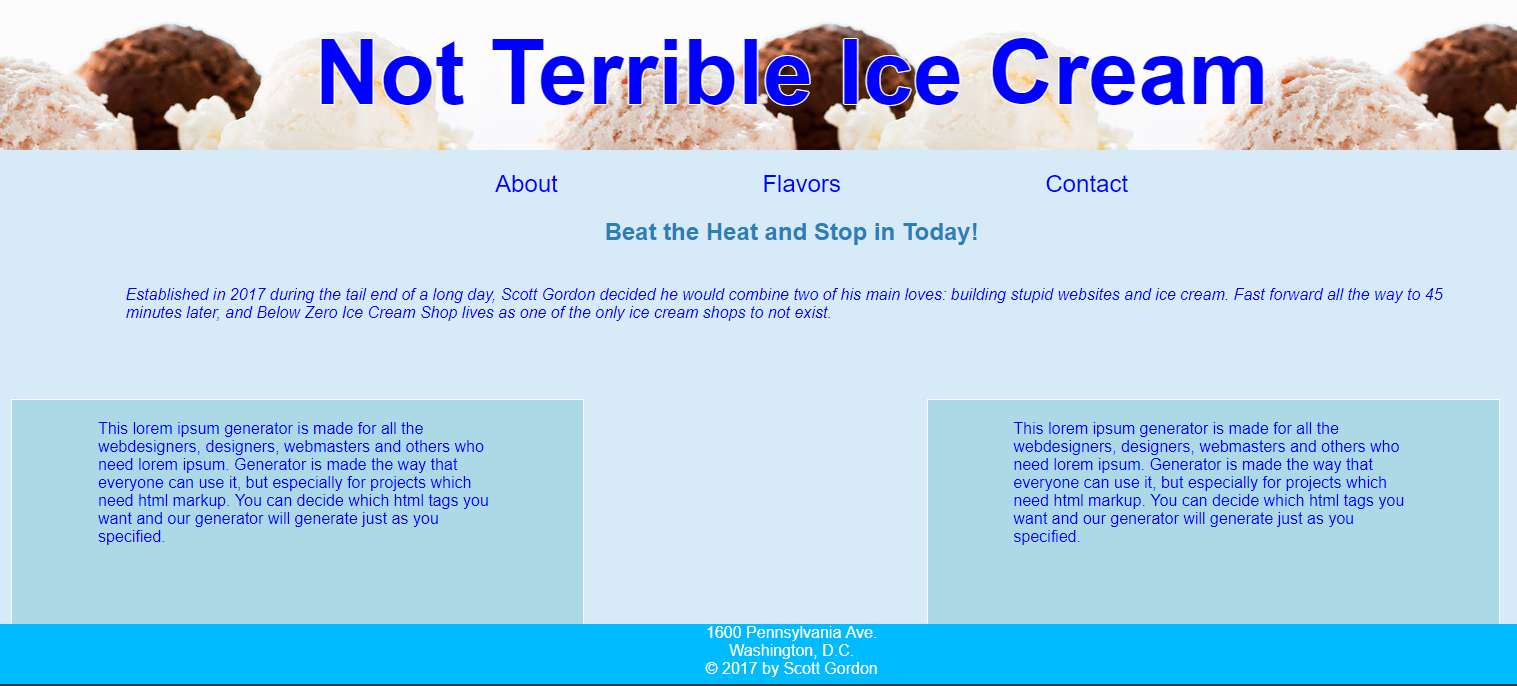 Not Terrible Ice Cream
About Flavors Contact
Beat the Heat and Stop in Today!
Established in 2017 during the tail end of a long day, Scott Gordon decided he would combine two of his main loves: building stupid websites and ice cream. Fast forward all the way to 45
minutes later, and Below Zero Ice Cream Shop lives as one of the only ice cream shops to not exist.
This lorem ipsum generator is made for all the
webdesigners, designers, webmasters and others who
need lorem ipsum. Generator is made the way that
everyone can use it, but especially for projects which
need html markup. You can decide which html tags you
want and our generator will generate just as you
specified.
This lorem ipsum generator is made for all the
webdesigners, designers, webmasters and others who
need lorem ipsum. Generator is made the way that
everyone can use it, but especially for projects which
need html markup. You can decide which html tags you
want and our generator will generate just as you
specified.
1600 Pennsylvania Ave.
Washington, D.C.
© 2017 by Scott Gordon